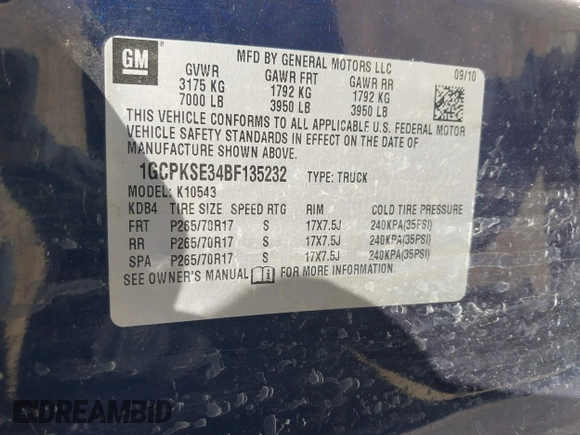 GM
MFD BY GENERAL MOTORS LLC
09/10
GVWR GAWR FRT GAWR RR
3175 KG 1792 KG 1792 KG
7000 LB 3950 LB 3950 LB
THIS VEHICLE CONFORMS TO ALL APPLICABLE U.S. FEDERAL MOTOR
VEHICLE SAFETY STANDARDS IN EFFECT ON THE DATE OF
MANUFACTURE SHOWN ABOVE.
1GCPKSE34BF135232 TYPE: TRUCK
MODEL: K10543
KDB4 TIRE SIZE SPEED RTG RIM COLD TIRE PRESSURE
FRT P265/70R17 S 17X7.5J 240KPA(35PSI)
RR P265/70R17 S 17X7.5J 240KPA(35PSI)
SPA P265/70R17 S 17X7.5J 240KPA(35PSI)
SEE OWNER'S MANUAL FOR MORE INFORMATION.
DREAMBID